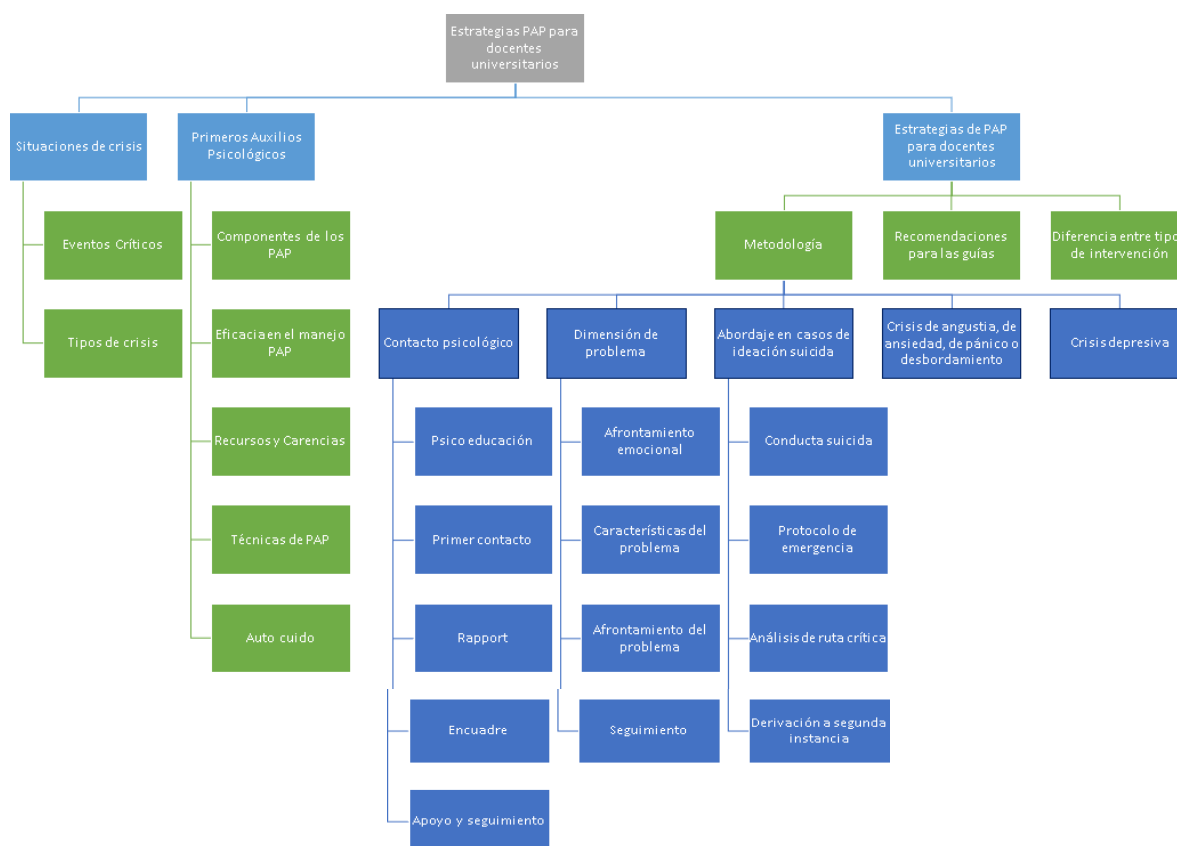 Estrategias PAP para
docentes
universitarios
Situaciones de crisis
Primeros Auxilios
Psicológicos
Estrategias de PAP
para docentes
universitarios
Eventos Críticos
Componentes de los
PAP
Metodología
Recomendaciones
para las guías
Diferencia entre tipo
de intervención
Tipos de crisis
Eficacia en el manejo
PAP
Contacto psicológico
Dimensión de
problema
Abordaje en casos de
ideación suicida
Crisis de angustia, de
ansiedad, de pánico o
desbordamiento
Crisis depresiva
Recursos y Carencias
Psico educación
Afrontamiento
emocional
Conducta suicida
Técnicas de PAP
Primer contacto
Características del
problema
Protocolo de
emergencia
Auto cuido
Rapport
Afrontamiento del
problema
Análisis de ruta crítica
Encuadre
Seguimiento
Derivación a segunda
instancia
Apoyo y seguimiento